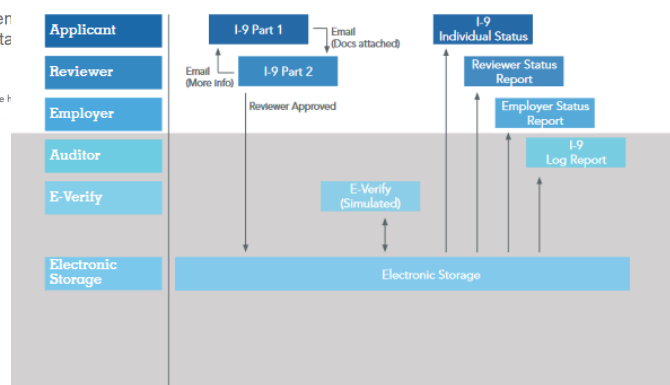 Applicant
Reviewer
Employer
Auditor
E-Verify
Electronic
Storage
I-9 Part 1
Email
(Docs attached)
Email
(More info)
I-9 Part 2
Reviewer Approved
E-Verify
(Simulated)
I-9
Individual Status
Reviewer Status
Report
Employer Status
Report
I-9
Log Report
Electronic Storage